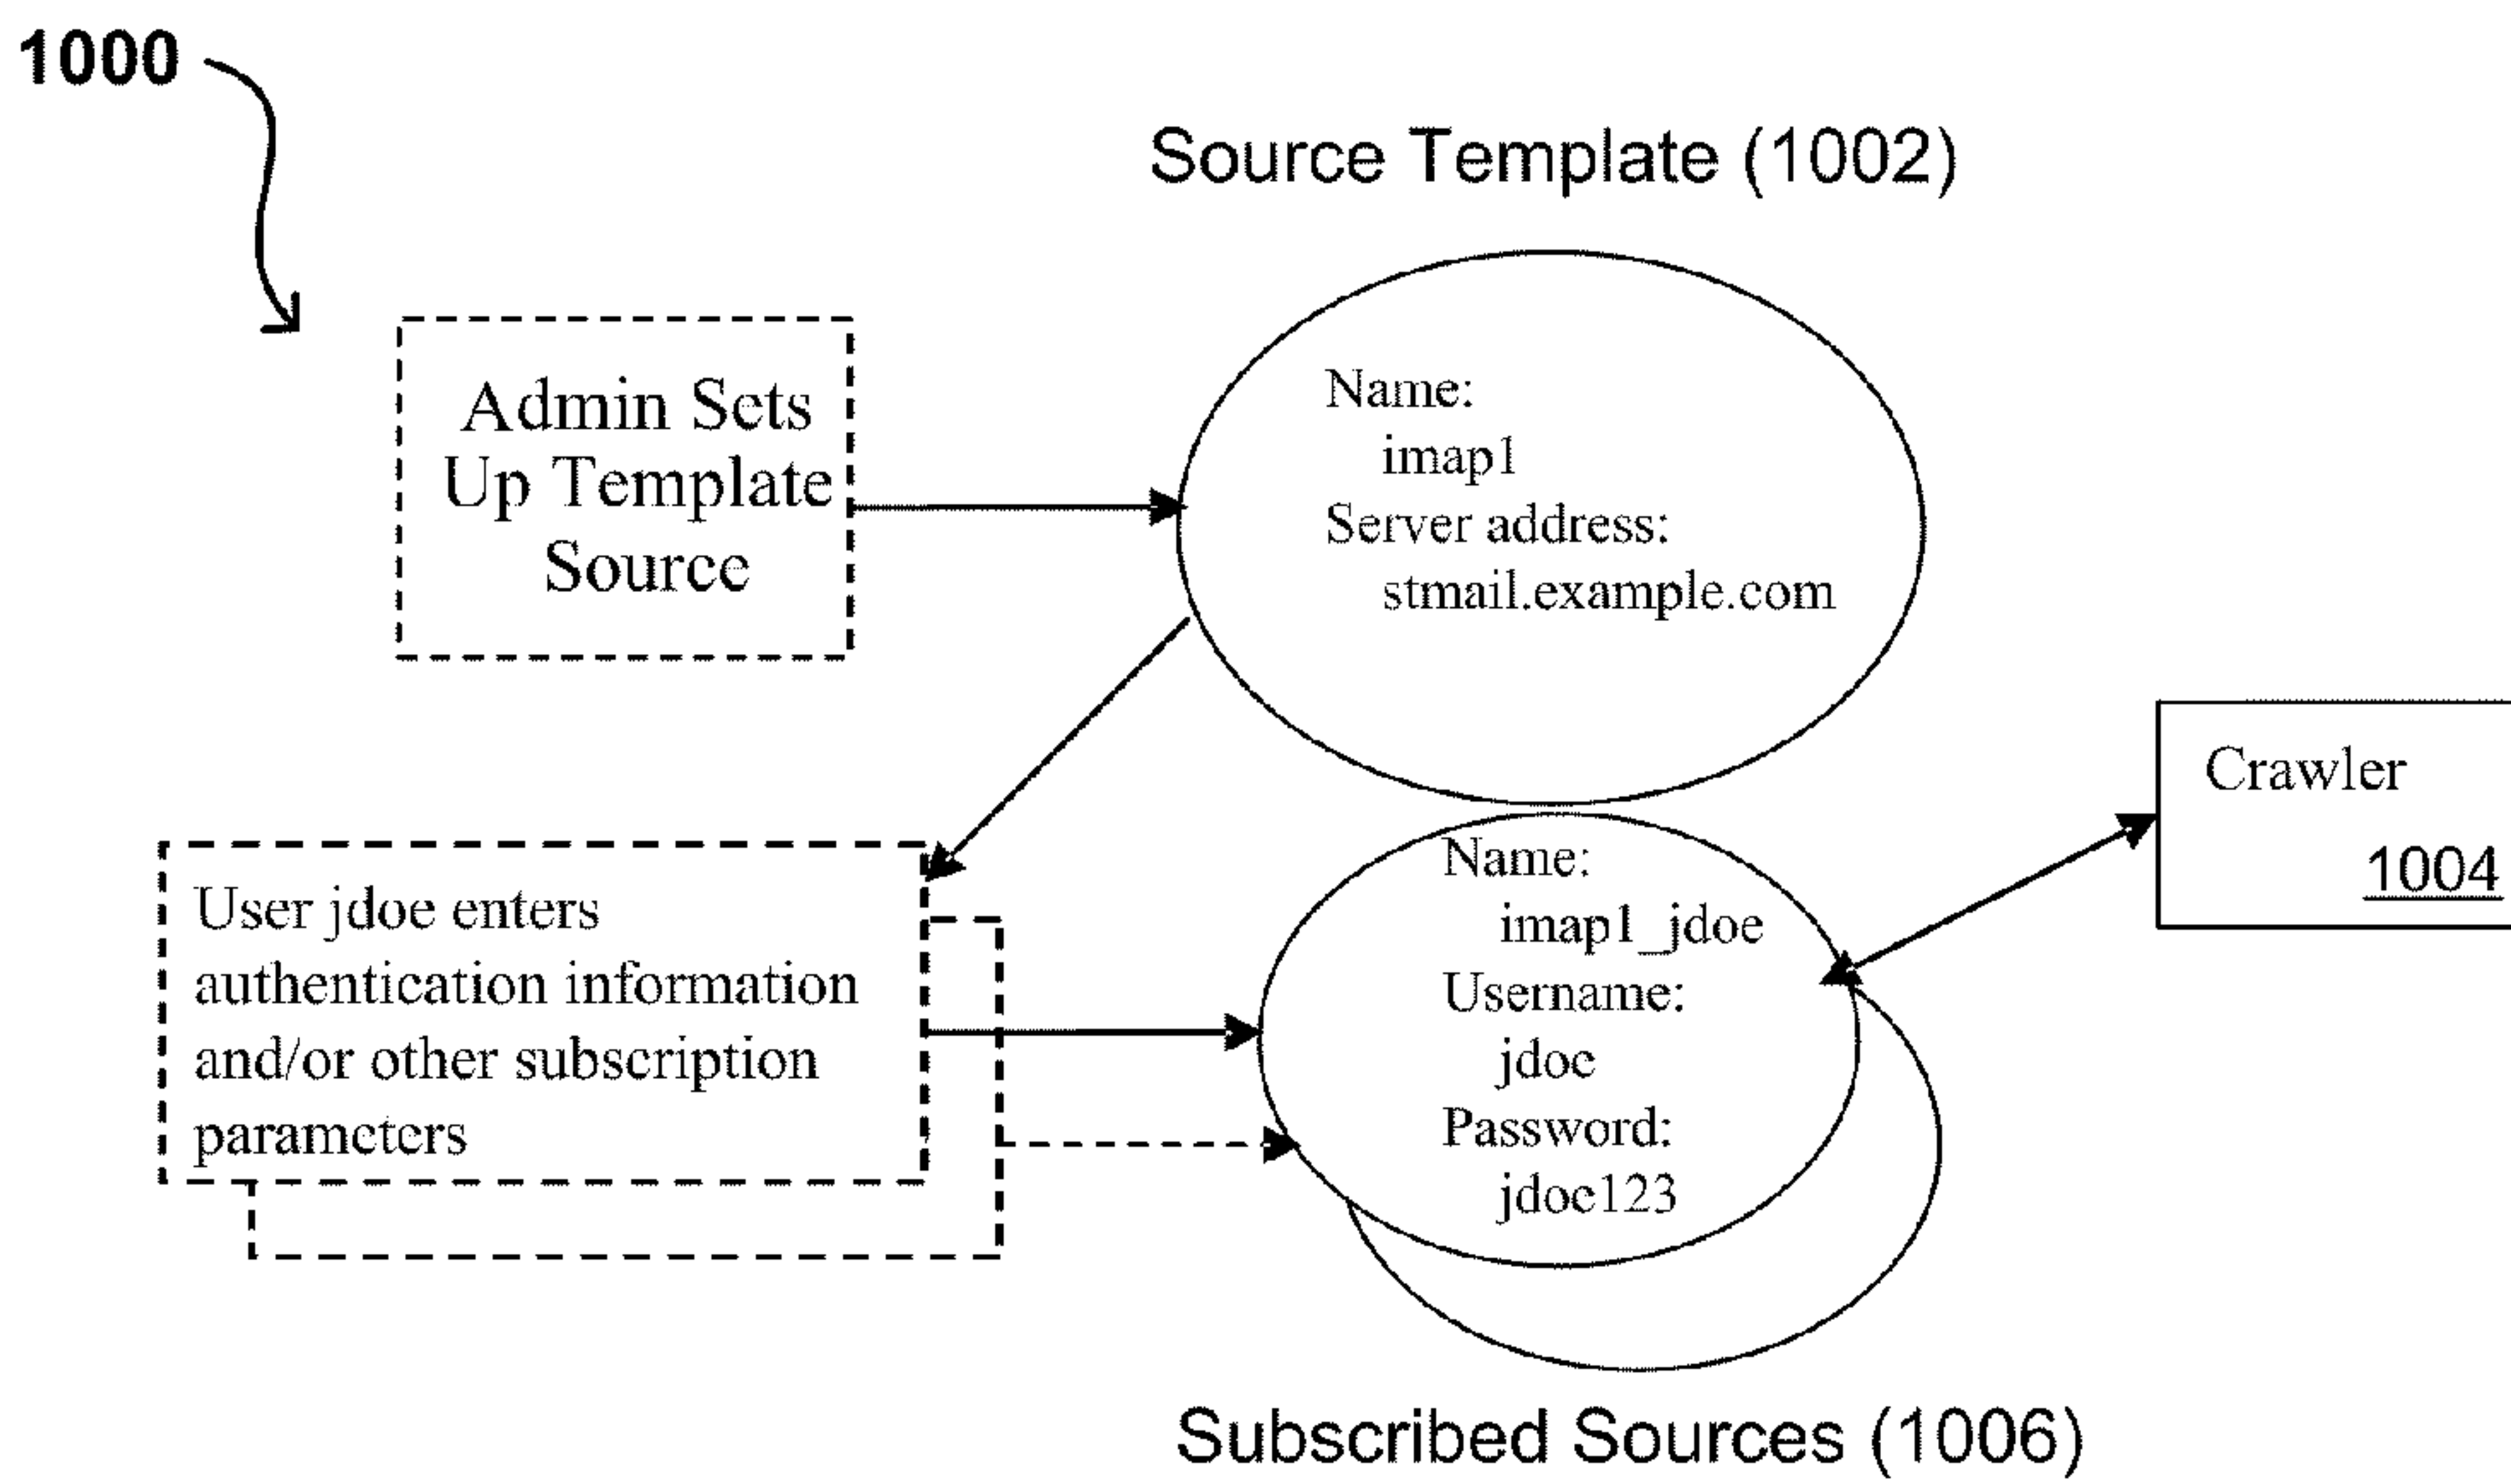 1000
Source Template (1002)
Admin Sets
Up Template
Source
Name:
imap1
Server address:
stmail.example.com
Crawler
1004
User jdoe enters
authentication information
and/or other subscription
parameters
Name:
imap1_jdoe
Username:
jdoe
Password:
jdoe123
Subscribed Sources (1006)